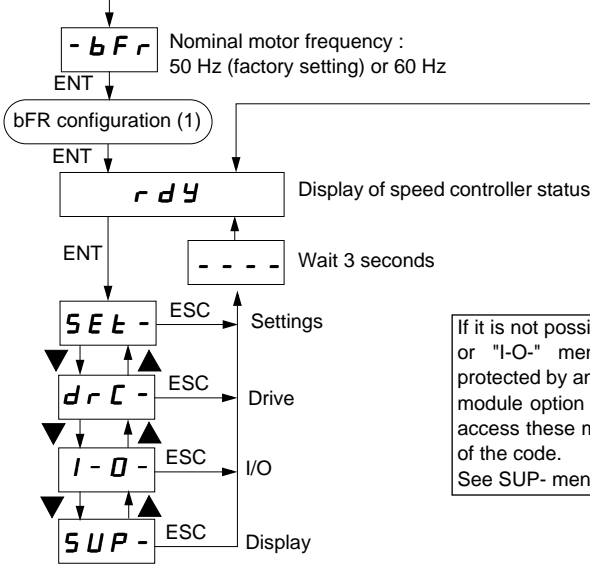 - bFr
Nominal motor frequency :
50 Hz (factory setting) or 60 Hz
ENT
bFR configuration (1)
ENT
rdY
Display of speed controller status
ENT
- - - -
Wait 3 seconds
SEt -
ESC
Settings
drC -
ESC
Drive
I-O -
ESC
I/O
SUP -
ESC
Display
If it is not possi
or "I-O-" mer
protected by ar
module option
access these m
of the code.
See SUP- men